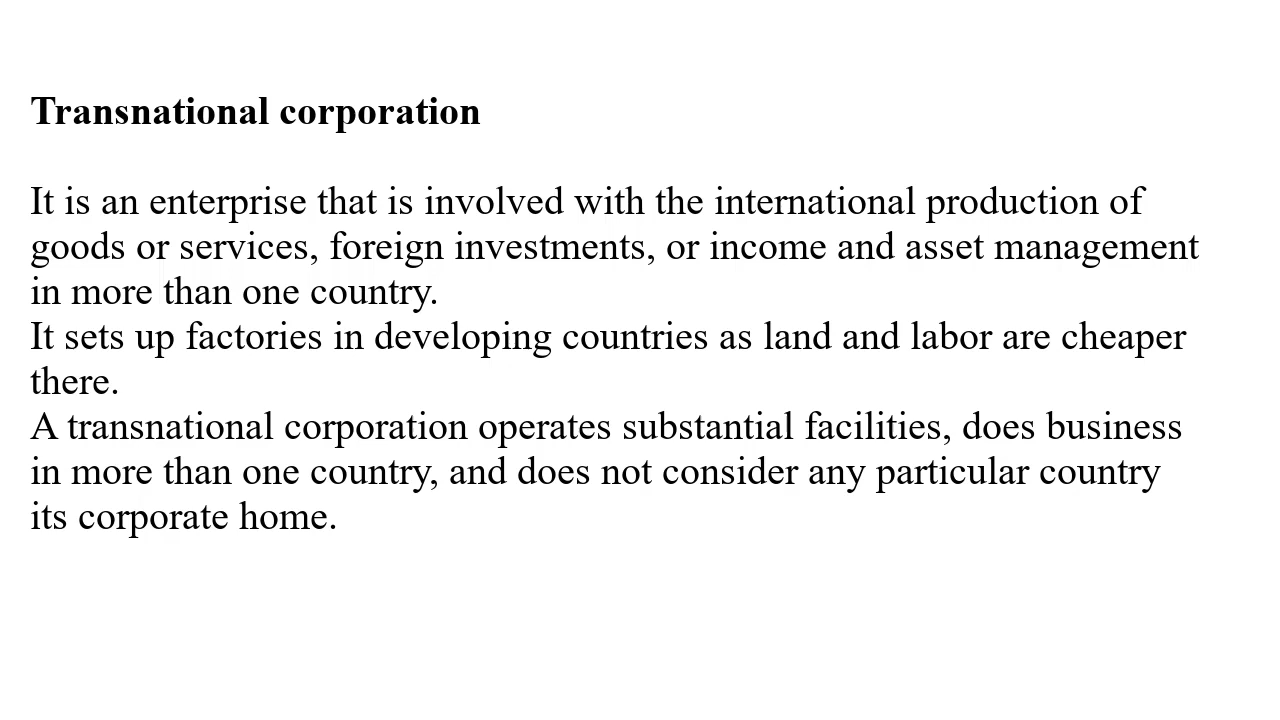 Transnational corporation
It is an enterprise that is involved with the international production of
goods or services, foreign investments, or income and asset management
in more than one country.
It sets up factories in developing countries as land and labor are cheaper
there.
A transnational corporation operates substantial facilities, does business
in more than one country, and does not consider any particular country
its corporate home.